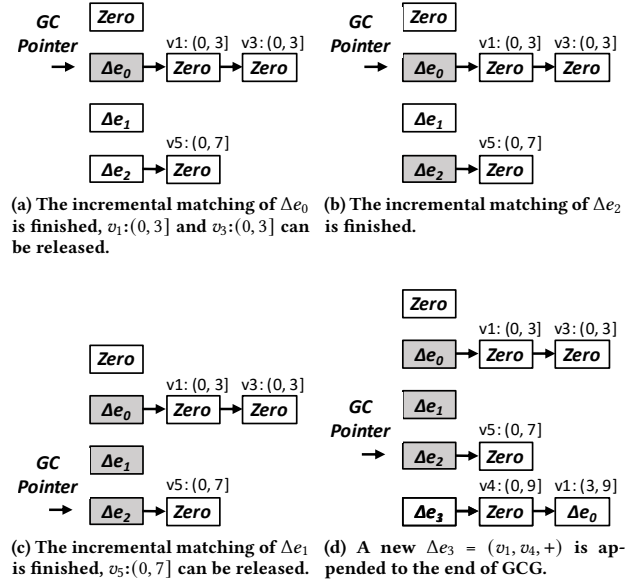 GC
Pointer
Zero
Δe0
v1: (0, 3]
Zero
v3: (0, 3]
Zero
Δe1
Δe2
v5: (0, 7]
Zero
(a) The incremental matching of Δe0
is finished, v1:(0, 3] and v3:(0, 3] can
be released.
GC
Pointer
Zero
Δe0
v1: (0, 3]
Zero
v3: (0, 3]
Zero
Δe1
Δe2
v5: (0, 7]
Zero
(b) The incremental matching of Δe2
is finished.
Zero
Δe0
v1: (0, 3]
Zero
v3: (0, 3]
Zero
Δe1
GC
Pointer
Δe2
v5: (0, 7]
Zero
(c) The incremental matching of Δe1
is finished, v5:(0, 7] can be released.
Zero
Δe0
v1: (0, 3]
Zero
v3: (0, 3]
Zero
Δe1
GC
Pointer
Δe2
v5: (0, 7]
Zero
Δe3
v4: (0, 9]
Zero
v1: (3, 9]
Δe0
(d) A new Δe3 = (v1, v4, +) is ap-
pended to the end of GCG.